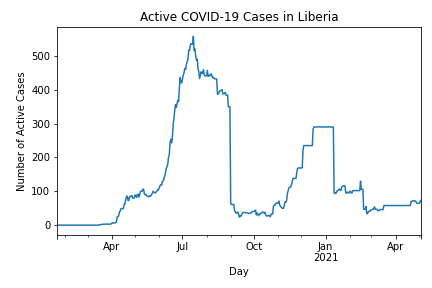 Active COVID-19 Cases in Liberia
Number of Active Cases
500
400
300
200
100
0
Apr
Jul
Oct
Jan
2021
Apr
Day